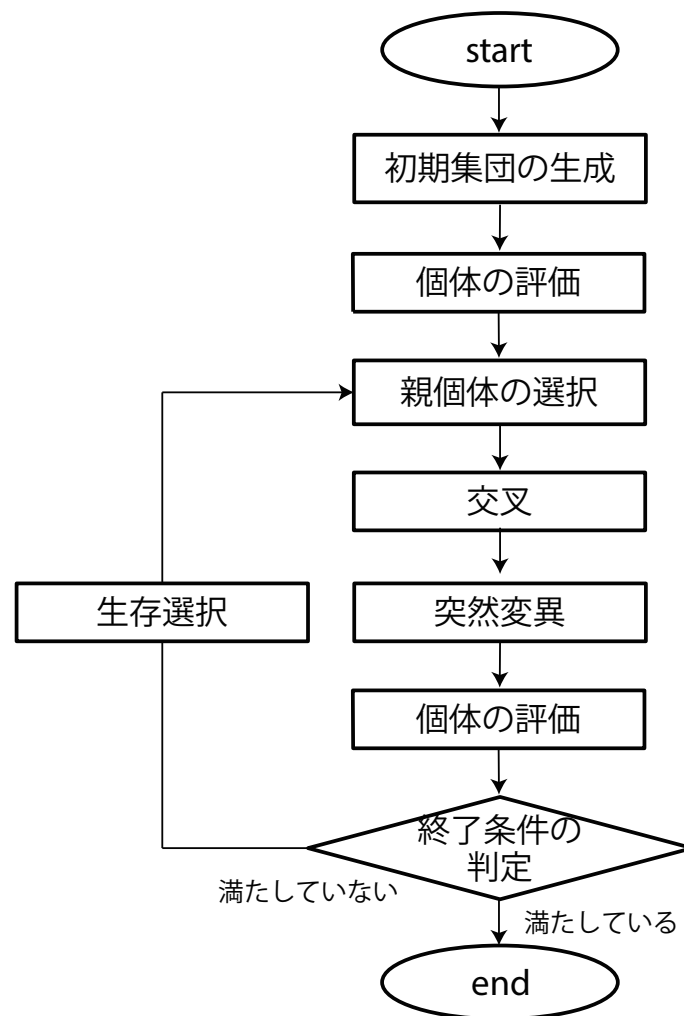 start
初期集団の生成
個体の評価
親個体の選択
交叉
生存選択
突然変異
個体の評価
終了条件の
判定
満たしていない
満たしている
end